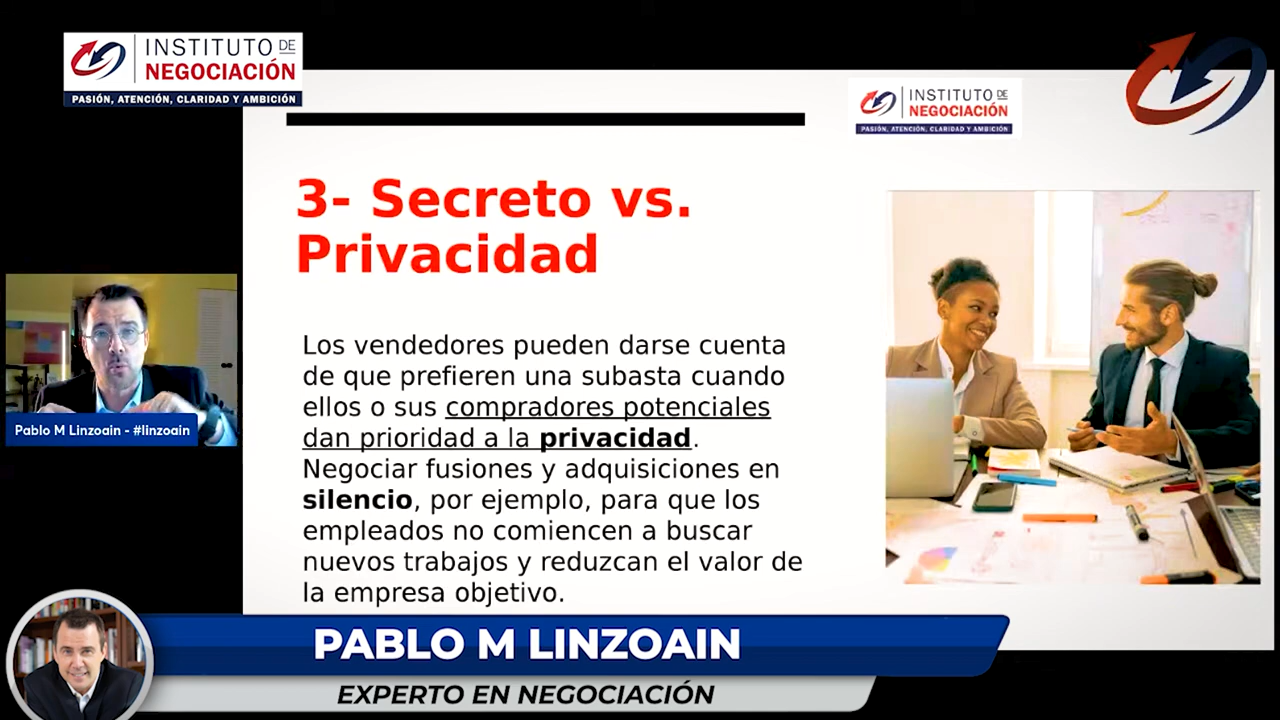 INSTITUTO DE
NEGOCIACIÓN
PASIÓN, ATENCIÓN, CLARIDAD Y AMBICIÓN
INSTITUTO DE
NEGOCIACIÓN
PASIÓN, ATENCIÓN, CLARIDAD Y AMBICIÓN
3- Secreto vs.
Privacidad
Los vendedores pueden darse cuenta
de que prefieren una subasta cuando
ellos o sus compradores potenciales
dan prioridad a la privacidad.
Negociar fusiones y adquisiciones en
silencio, por ejemplo, para que los
empleados no comiencen a buscar
nuevos trabajos y reduzcan el valor de
la empresa objetivo.
Pablo M Linzoain - #linzoain
PABLO M LINZOAIN
EXPERTO EN NEGOCIACIÓN